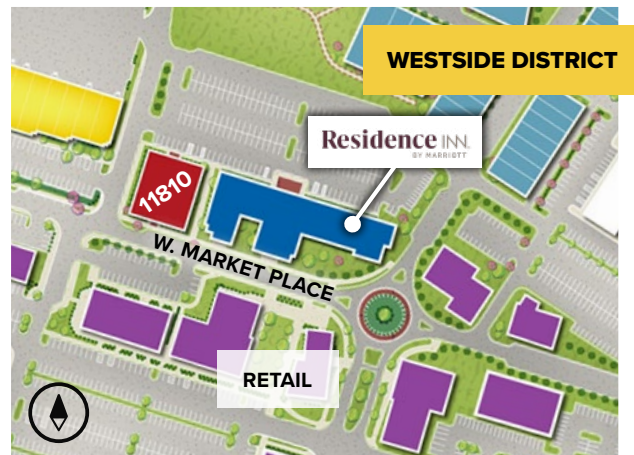 WESTSIDE DISTRICT
Residence INN.
BY MARRIOTT
11810
W. MARKET PLACE
RETAIL